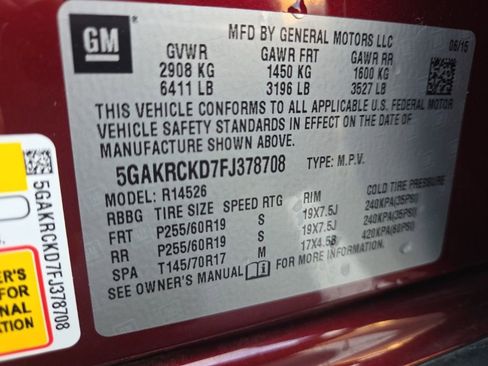 GM
MFD BY GENERAL MOTORS LLC
06/15
GVWR GAWR FRT GAWR RR
2908 KG 1450 KG 1600 KG
6411 LB 3196 LB 3527 LB
THIS VEHICLE CONFORMS TO ALL APPLICABLE U.S. FEDERAL MOTOR
VEHICLE SAFETY STANDARDS IN EFFECT ON THE DATE OF
MANUFACTURE SHOWN ABOVE.
5GAKRCKD7FJ378708 TYPE: M.P.V.
MODEL: R14526
RBBG TIRE SIZE SPEED RTG RIM COLD TIRE PRESSURE
FRT P255/60R19 S 19X7.5J 240KPA(35PSI)
RR P255/60R19 S 19X7.5J 240KPA(35PSI)
SPA T145/70R17 M 17X4.5B 420KPA(60PSI)
SEE OWNER'S MANUAL FOR MORE INFORMATION.
5GAKRCKD7FJ378708
FOR
ONAL
ATION